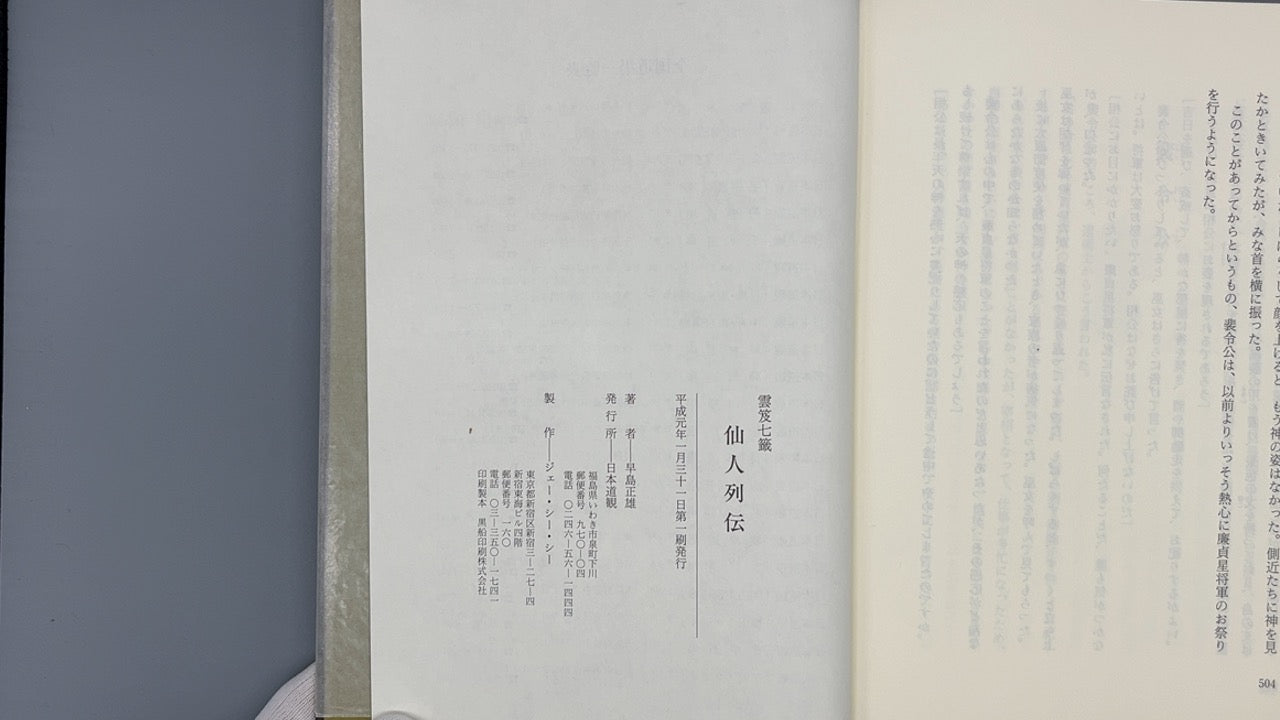 たかときいてみたが、みな首を横に振った。
このことがあってからというもの、裴令公は、以前よりいっそう熱心に廉貞星将軍のお祭り
を行うようになった。
504
雲笈七籤
仙人列伝
平成元年一月三十一日第一刷発行
著者――早島正雄
発行所――日本道観
福島県いわき市泉町下川
郵便番号 九七〇―〇四
電話 〇二四六―五六―一四四四
製作――ジェー・シー・シー
東京都新宿区新宿三―二七―四
新宿東海ビル四階
郵便番号 一六〇
電話 〇三―三五〇―一七四一
印刷製本 黒船印刷株式会社